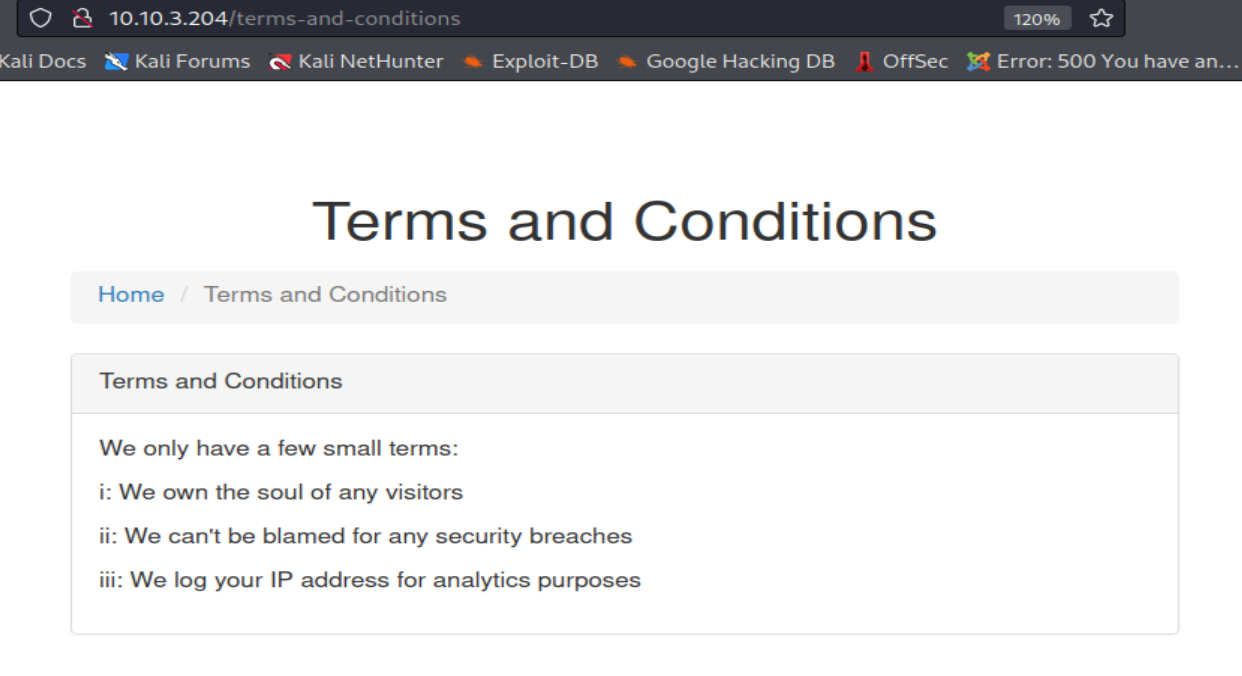 10.10.3.204/terms-and-conditions 120%
Kali Docs Kali Forums Kali NetHunter Exploit-DB Google Hacking DB OffSec Error: 500 You have an...
Terms and Conditions
Home / Terms and Conditions
Terms and Conditions
We only have a few small terms:
i: We own the soul of any visitors
ii: We can't be blamed for any security breaches
iii: We log your IP address for analytics purposes